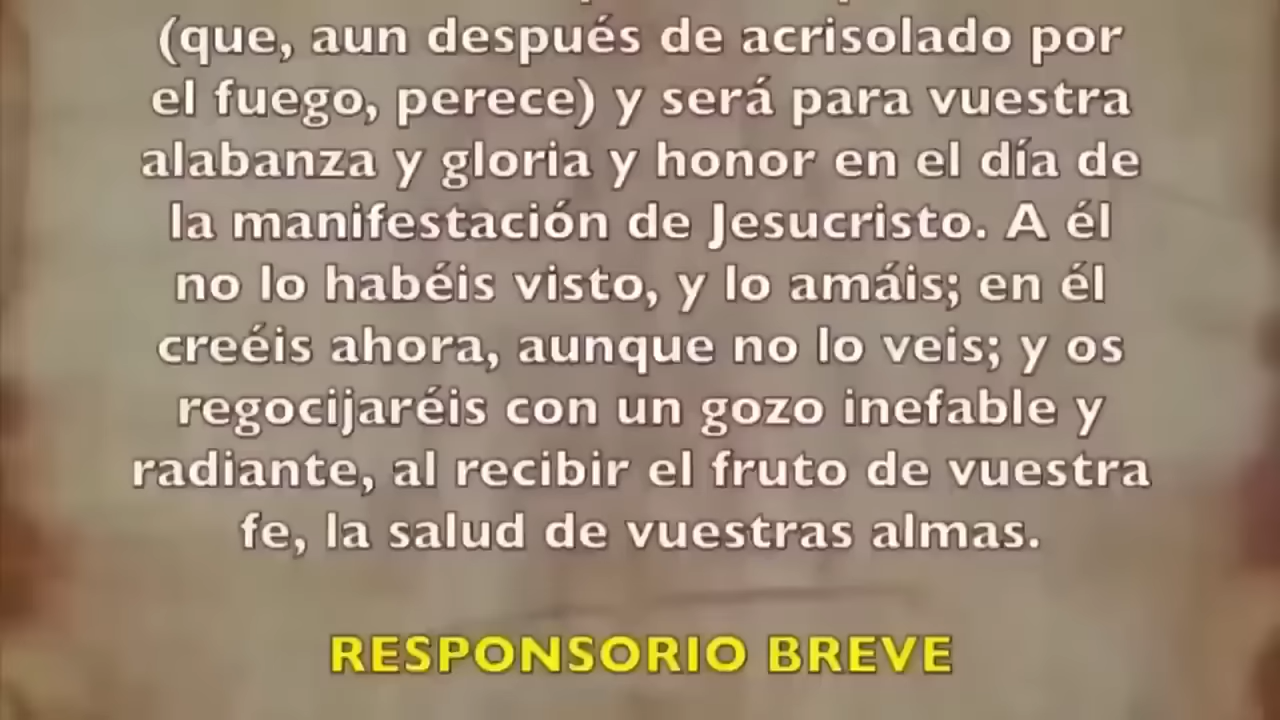 (que, aun después de acrisolado por
el fuego, perece) y será para vuestra
alabanza y gloria y honor en el día de
la manifestación de Jesucristo. A él
no lo habéis visto, y lo amáis; en él
creéis ahora, aunque no lo veis; y os
regocijaréis con un gozo inefable y
radiante, al recibir el fruto de vuestra
fe, la salud de vuestras almas.
RESPONSORIO BREVE